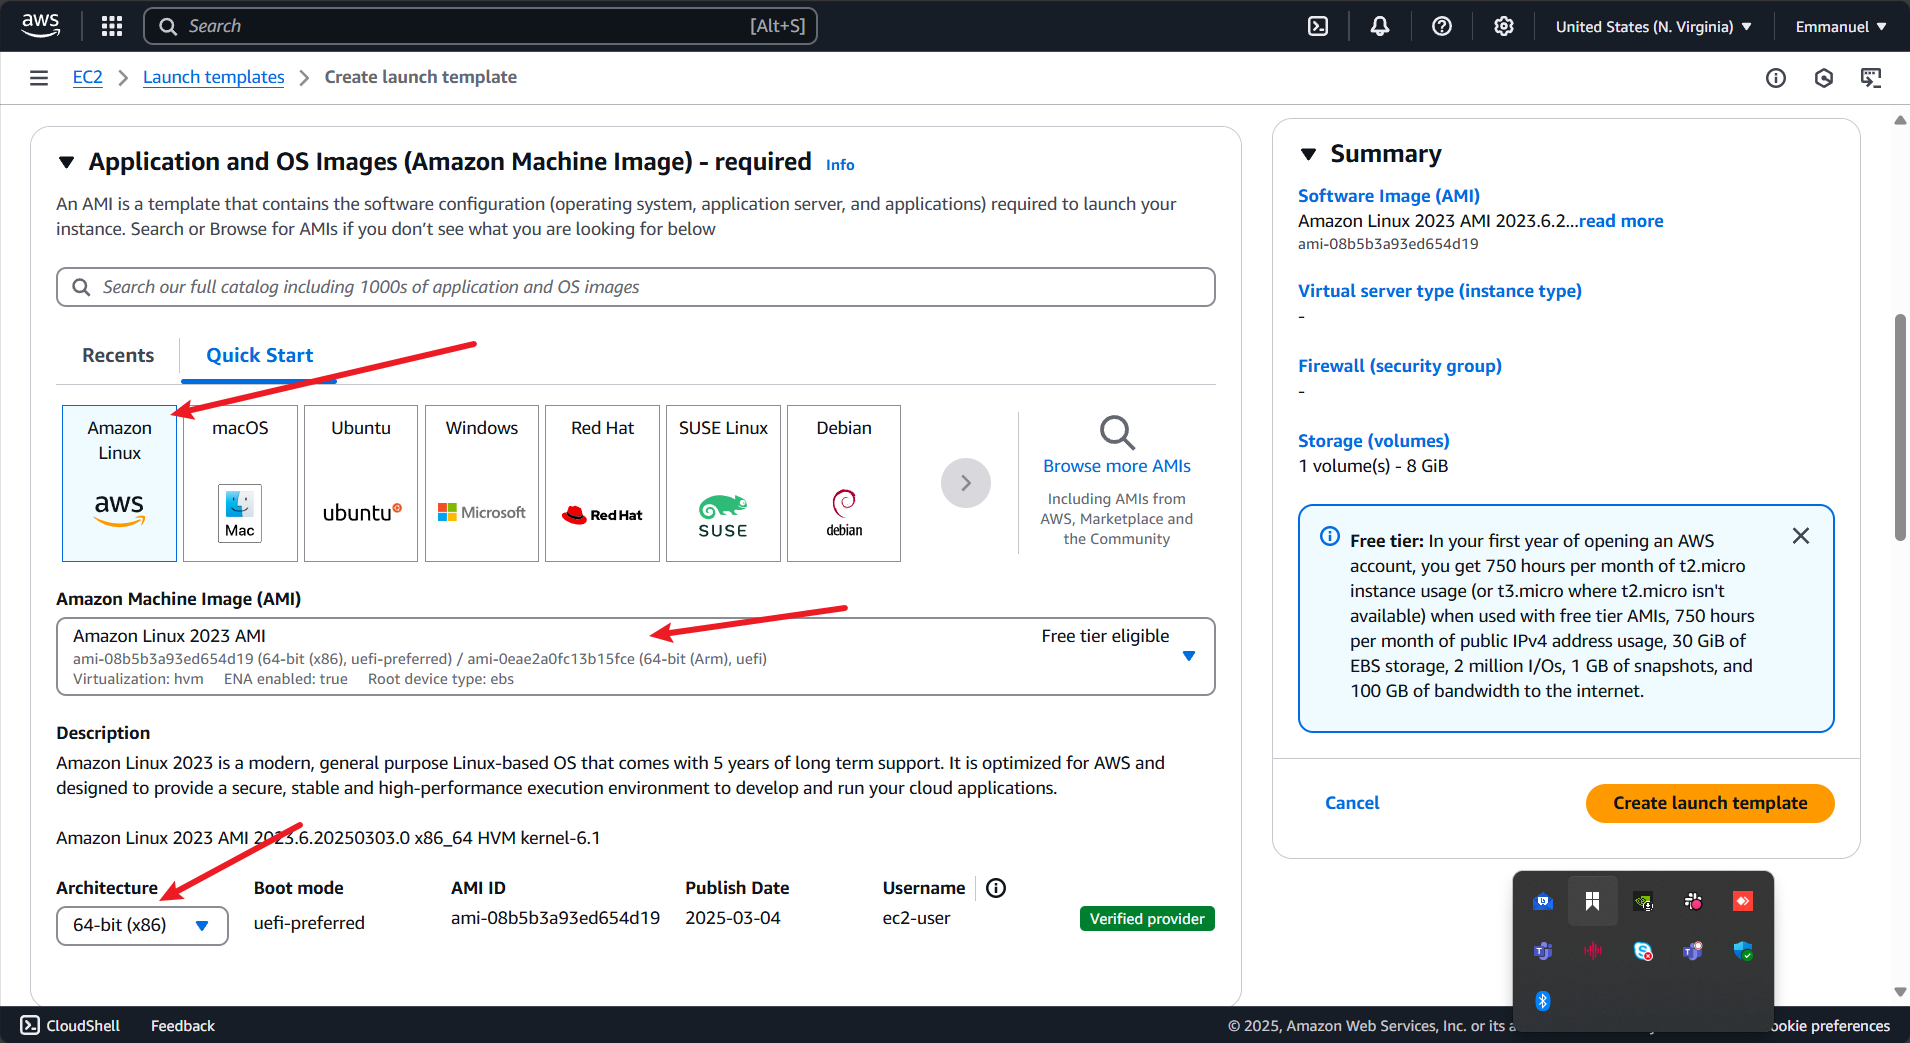 aws
Search [Alt+S]
United States (N. Virginia)
Emmanuel
EC2
Launch templates
Create launch template
Application and OS Images (Amazon Machine Image) - required Info
An AMI is a template that contains the software configuration (operating system, application server, and applications) required to launch your
instance. Search or Browse for AMIs if you don’t see what you are looking for below
Search our full catalog including 1000s of application and OS images
Recents
Quick Start
Amazon
Linux
aws
macOS
Mac
Ubuntu
ubuntu
Windows
Microsoft
Red Hat
Red Hat
SUSE Linux
SUSE
Debian
debian
Browse more AMIs
Including AMIs from
AWS, Marketplace and
the Community
Amazon Machine Image (AMI)
Amazon Linux 2023 AMI
Free tier eligible
ami-08b5b3a93ed654d19 (64-bit (x86), uefi-preferred) / ami-0eae2a0fc13b15fce (64-bit (Arm), uefi)
Virtualization: hvm ENA enabled: true Root device type: ebs
Description
Amazon Linux 2023 is a modern, general purpose Linux-based OS that comes with 5 years of long term support. It is optimized for AWS and
designed to provide a secure, stable and high-performance execution environment to develop and run your cloud applications.
Amazon Linux 2023 AMI 2023.6.20250303.0 x86_64 HVM kernel-6.1
Architecture
64-bit (x86)
Boot mode
uefi-preferred
AMI ID
ami-08b5b3a93ed654d19
Publish Date
2025-03-04
Username
ec2-user
Verified provider
Summary
Software Image (AMI)
Amazon Linux 2023 AMI 2023.6.2...read more
ami-08b5b3a93ed654d19
Virtual server type (instance type)
-
Firewall (security group)
-
Storage (volumes)
1 volume(s) - 8 GiB
Free tier: In your first year of opening an AWS
account, you get 750 hours per month of t2.micro
instance usage (or t3.micro where t2.micro isn't
available) when used with free tier AMIs, 750 hours
per month of public IPv4 address usage, 30 GiB of
EBS storage, 2 million I/Os, 1 GB of snapshots, and
100 GB of bandwidth to the internet.
Cancel
Create launch template
CloudShell
Feedback
© 2025, Amazon Web Services, Inc. or its a
ookie preferences